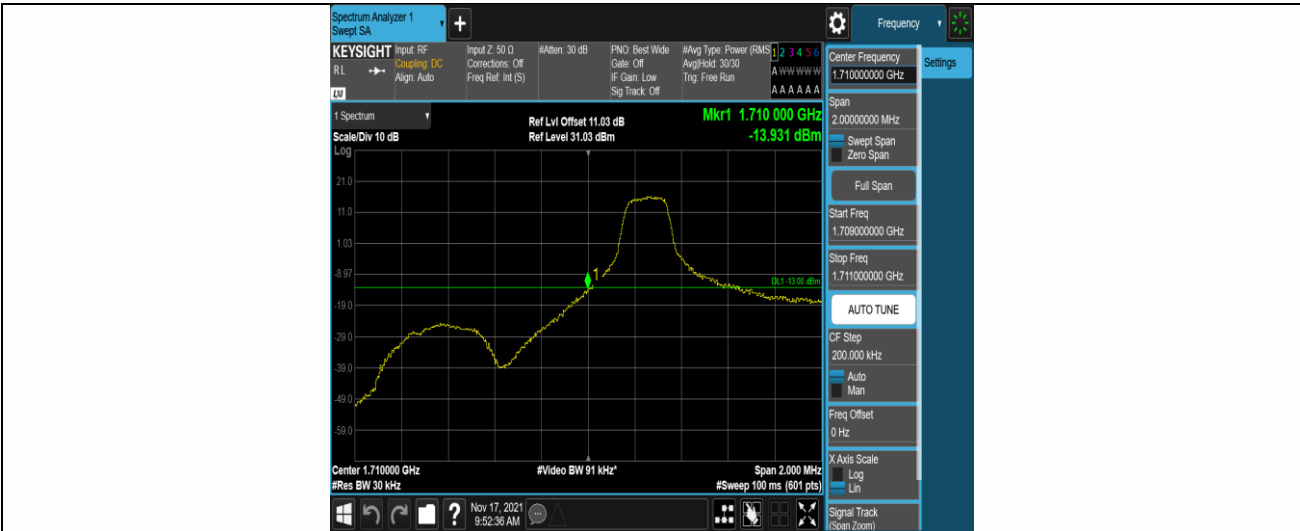 Spectrum Analyzer 1
Swept SA
+
Frequency
KEYSIGHT
RL
Input: RF
Coupling: DC
Align: Auto
Input Z: 50 Ω
Corrections: Off
Freq Ref: Int (S)
#Atten: 30 dB
PNO: Best Wide
Gate: Off
IF Gain: Low
Sig Track: Off
#Avg Type: Power (RMS
Avg|Hold: 30/30
Trig: Free Run
1 2 3 4 5 6
A W W W W W
A A A A A A
LXI
1 Spectrum
Scale/Div 10 dB
Log
Ref Lvl Offset 11.03 dB
Ref Level 31.03 dBm
Mkr1 1.710 000 GHz
-13.931 dBm
21.0
11.0
1.03
-8.97
-19.0
-29.0
-39.0
-49.0
-59.0
1
DL1 -13.00 dBm
Center 1.710000 GHz
#Res BW 30 kHz
#Video BW 91 kHz*
Span 2.000 MHz
#Sweep 100 ms (601 pts)
Center Frequency
1.710000000 GHz
Settings
Span
2.00000000 MHz
Swept Span
Zero Span
Full Span
Start Freq
1.709000000 GHz
Stop Freq
1.711000000 GHz
AUTO TUNE
CF Step
200.000 kHz
Auto
Man
Freq Offset
0 Hz
X Axis Scale
Log
Lin
Signal Track
(Span Zoom)
?
Nov 17, 2021
9:52:36 AM